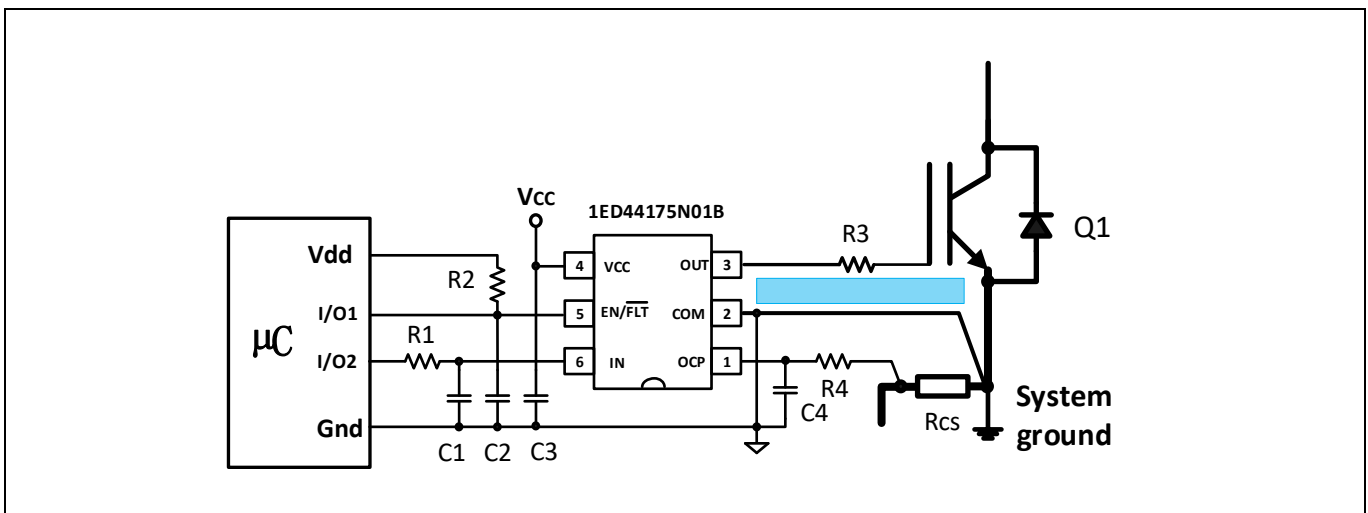 Vcc
1ED44175N01B
Vdd
R2
4
VCC
OUT
3
R3
Q1
μC
I/O1
5
EN/FLT
COM
2
R1
I/O2
6
IN
OCP
1
R4
C4
Rcs
System
ground
Gnd
C1
C2
C3